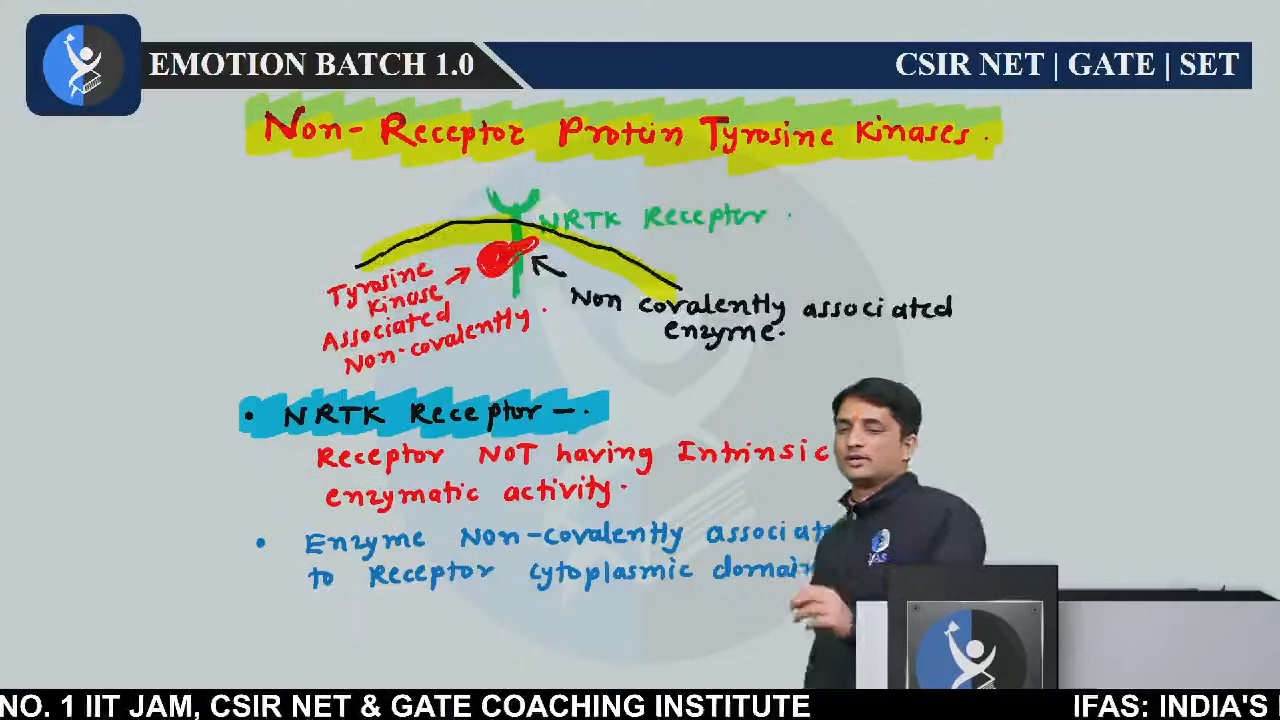 EMOTION BATCH 1.0
CSIR NET | GATE | SET
Non-Receptor Protein Tyrosine Kinases.
NRTK Receptor.
Tyrosine
Kinase
Associated
Non-covalently.
Non covalently associated
enzyme.
• NRTK Receptor —.
Receptor NOT having Intrinsic
enzymatic activity.
• Enzyme Non-covalently
to Receptor cytoplasmic domain
IFAS
NO. 1 IIT JAM, CSIR NET & GATE COACHING INSTITUTE
IFAS: INDIA'S